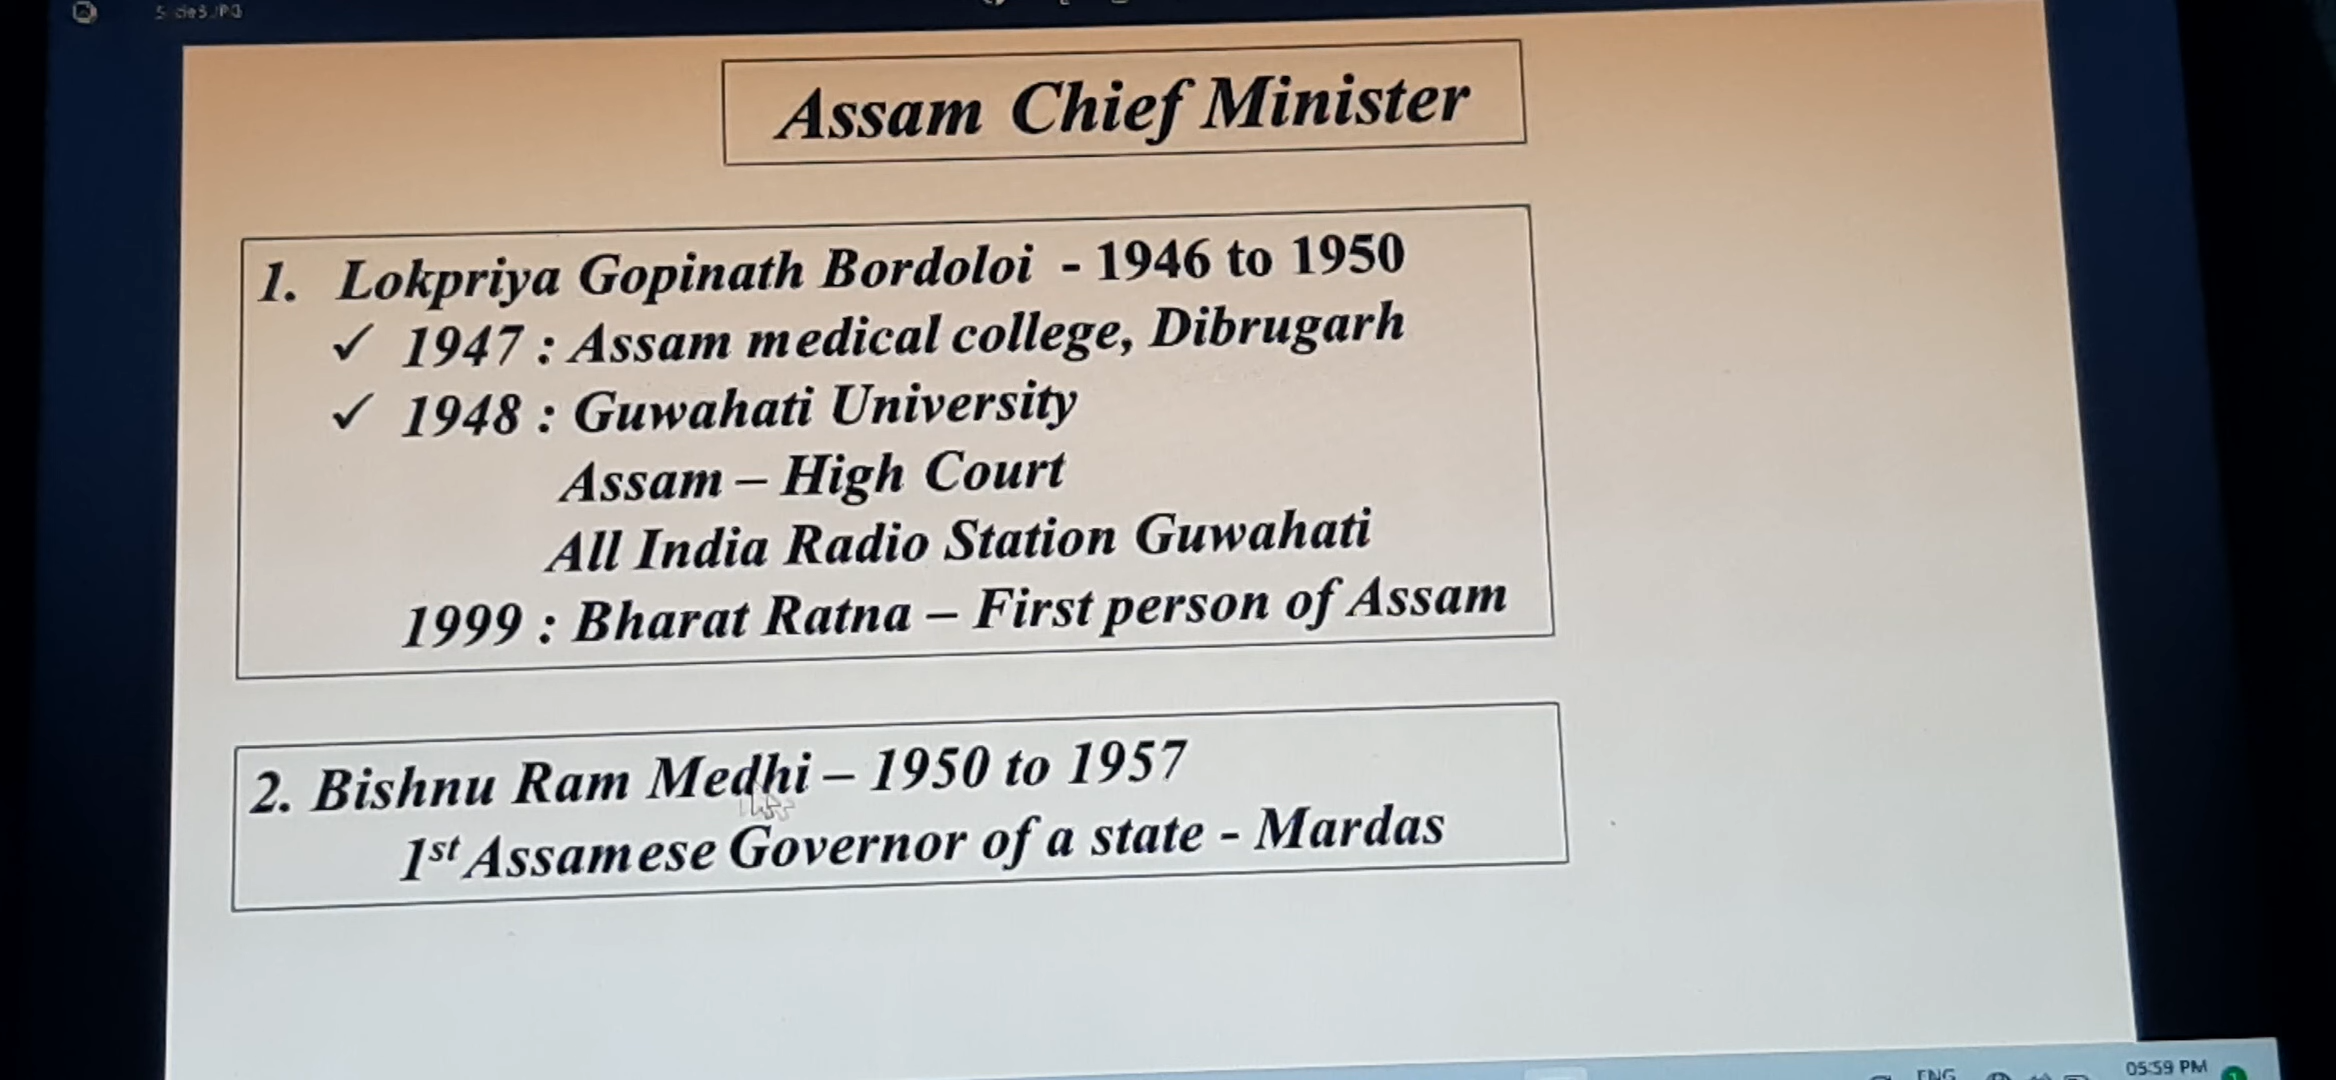 Assam Chief Minister
1. Lokpriya Gopinath Bordoloi - 1946 to 1950
✓ 1947 : Assam medical college, Dibrugarh
✓ 1948 : Guwahati University
Assam – High Court
All India Radio Station Guwahati
1999 : Bharat Ratna – First person of Assam
2. Bishnu Ram Medhi – 1950 to 1957
1st Assamese Governor of a state - Mardas
ENG
05:59 PM